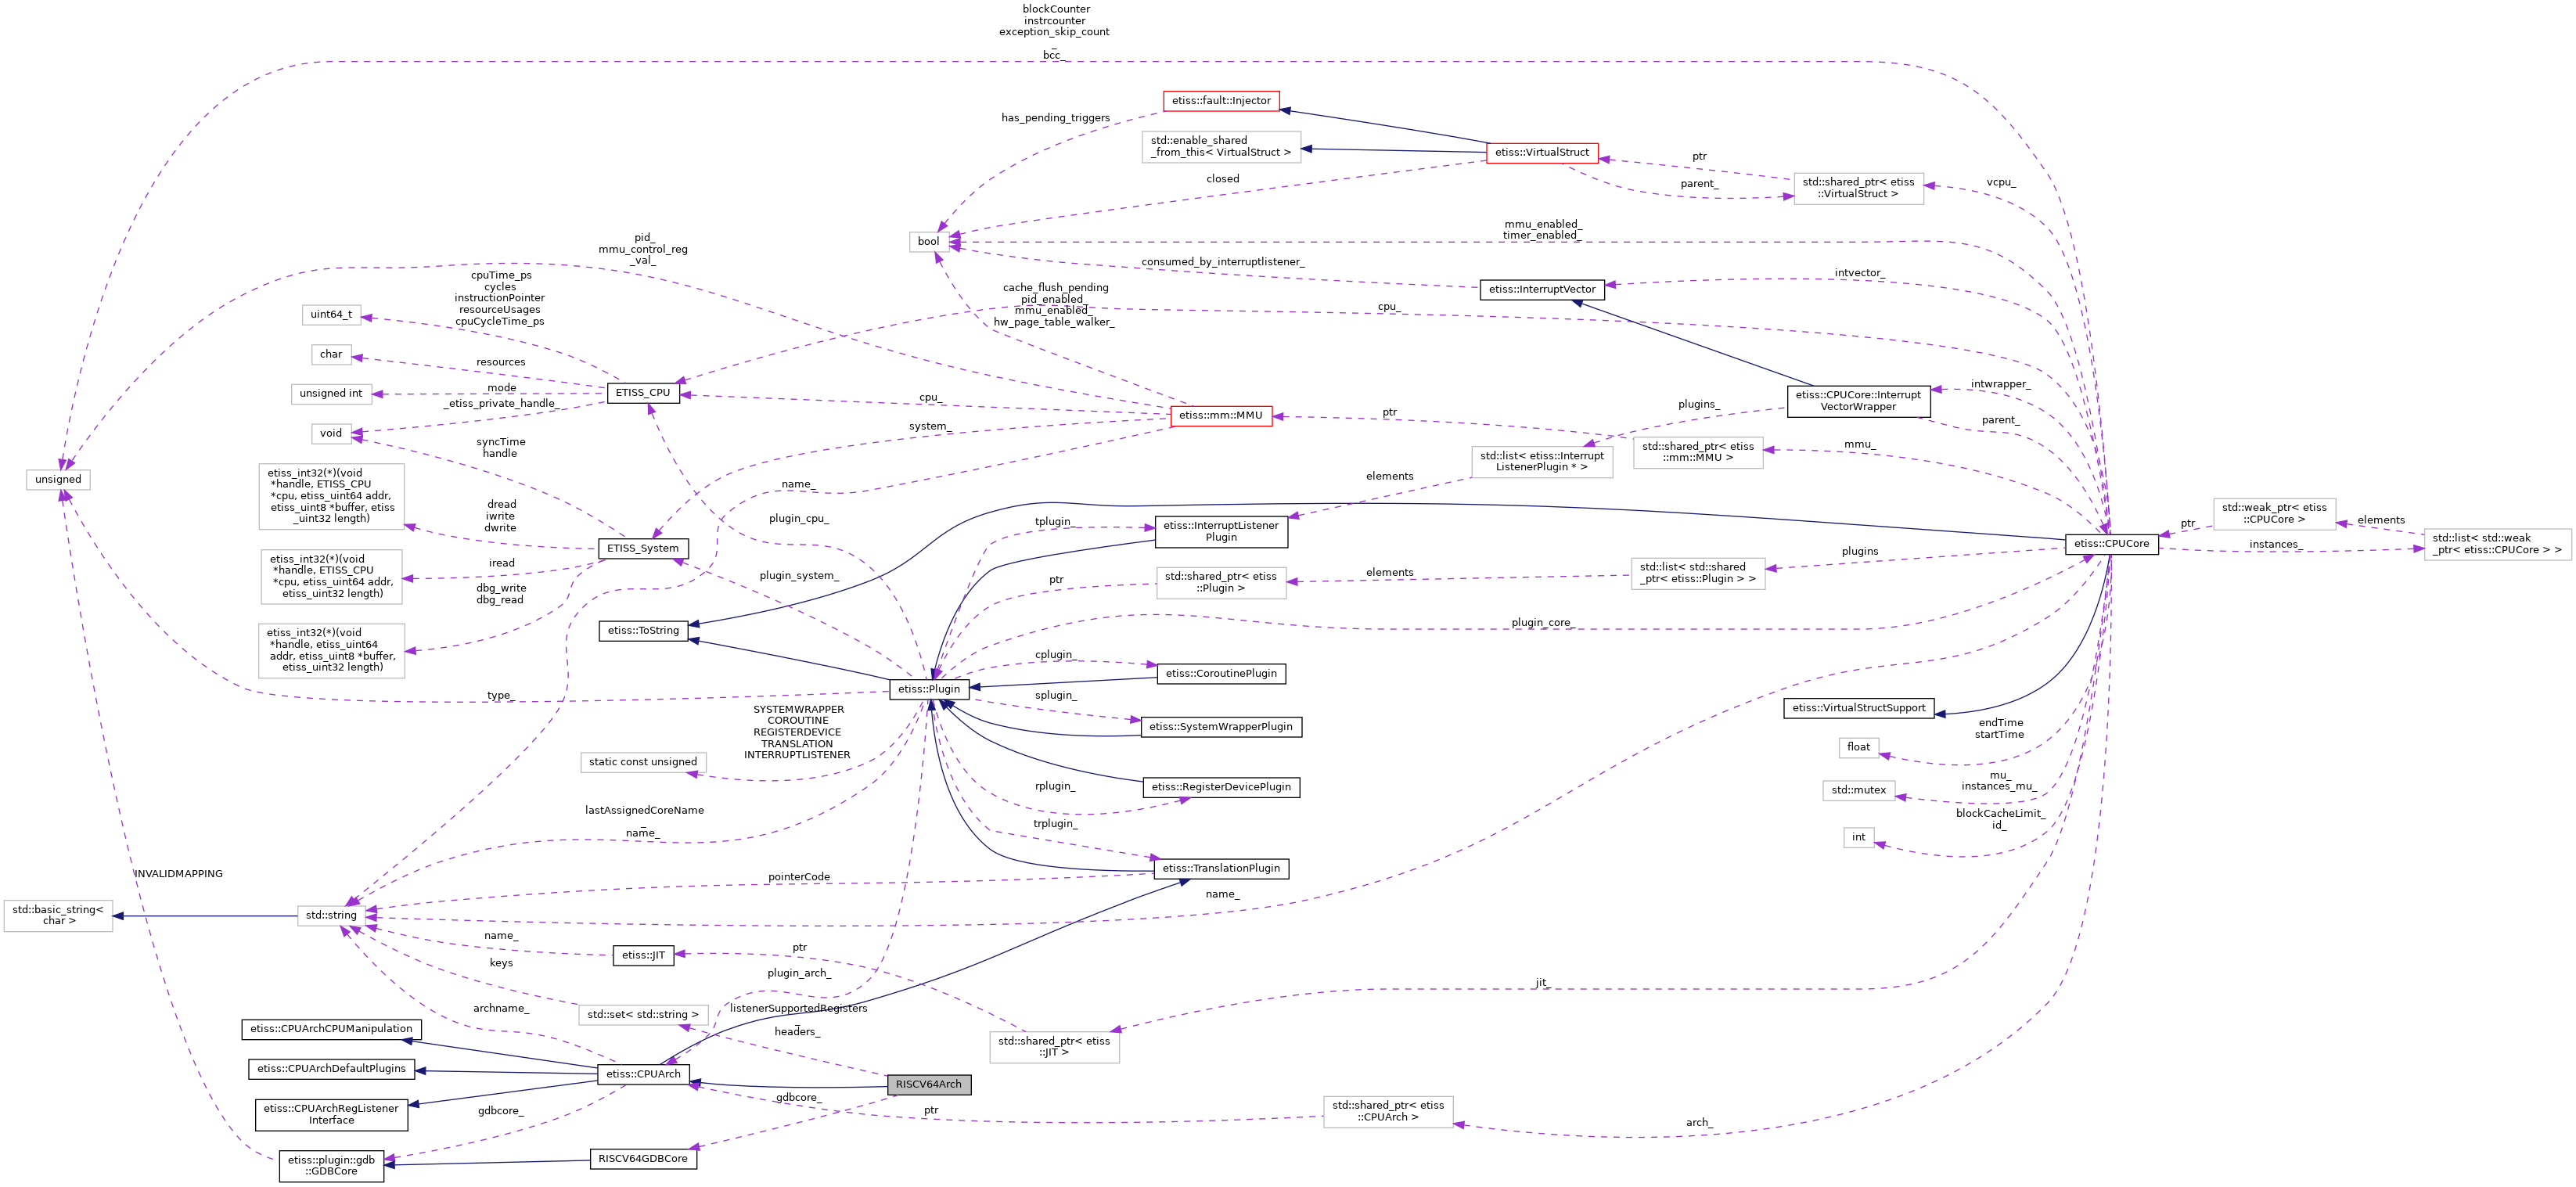 blockCounter
instrcounter
exception_skip_count
_
bcc_
etiss::fault::Injector
has_pending_triggers
std::enable_shared
_from_this< VirtualStruct >
etiss::VirtualStruct
ptr
closed
parent_
std::shared_ptr< etiss
::VirtualStruct >
vcpu_
bool
mmu_enabled_
timer_enabled_
pid_
mmu_control_reg
_val_
consumed_by_interruptlistener_
intvector_
etiss::InterruptVector
cpuTime_ps
cycles
instructionPointer
resourceUsages
cpuCycleTime_ps
cache_flush_pending
pid_enabled_
mmu_enabled_
hw_page_table_walker_
cpu_
uint64_t
char
resources
unsigned int
mode
ETISS_CPU
_etiss_private_handle_
void
cpu_
etiss::mm::MMU
ptr
plugins_
etiss::CPUCore::Interrupt
VectorWrapper
intwrapper_
parent_
system_
syncTime
handle
std::list< etiss::Interrupt
ListenerPlugin * >
std::shared_ptr< etiss
::mm::MMU >
mmu_
unsigned
etiss_int32(*)(void
*handle, ETISS_CPU
*cpu, etiss_uint64 addr,
etiss_uint8 *buffer, etiss
_uint32 length)
name_
elements
dread
iwrite
dwrite
plugin_cpu_
tplugin_
etiss::InterruptListener
Plugin
std::weak_ptr< etiss
::CPUCore >
ptr
elements
std::list< std::weak
_ptr< etiss::CPUCore > >
etiss::CPUCore
instances_
ETISS_System
etiss_int32(*)(void
*handle, ETISS_CPU
*cpu, etiss_uint64 addr,
etiss_uint32 length)
iread
plugins
plugin_system_
ptr
std::shared_ptr< etiss
::Plugin >
elements
std::list< std::shared
_ptr< etiss::Plugin > >
dbg_write
dbg_read
etiss_int32(*)(void
*handle, etiss_uint64
addr, etiss_uint8 *buffer,
etiss_uint32 length)
etiss::ToString
plugin_core_
cplugin_
etiss::CoroutinePlugin
etiss::Plugin
type_
splugin_
etiss::SystemWrapperPlugin
etiss::VirtualStructSupport
SYSTEMWRAPPER
COROUTINE
REGISTERDEVICE
TRANSLATION
INTERRUPTLISTENER
endTime
startTime
float
static const unsigned
rplugin_
etiss::RegisterDevicePlugin
mu_
instances_mu_
std::mutex
lastAssignedCoreName
_
name_
trplugin_
blockCacheLimit_
id_
int
etiss::TranslationPlugin
INVALIDMAPPING
pointerCode
name_
std::basic_string<
char >
std::string
name_
etiss::JIT
ptr
keys
plugin_arch_
jit_
std::set< std::string >
archname_
listenerSupportedRegisters
_
headers_
std::shared_ptr< etiss
::JIT >
etiss::CPUArchCPUManipulation
etiss::CPUArchDefaultPlugins
etiss::CPUArch
RISCV64Arch
etiss::CPUArchRegListener
Interface
gdbcore_
gdbcore_
ptr
std::shared_ptr< etiss
::CPUArch >
arch_
etiss::plugin::gdb
::GDBCore
RISCV64GDBCore